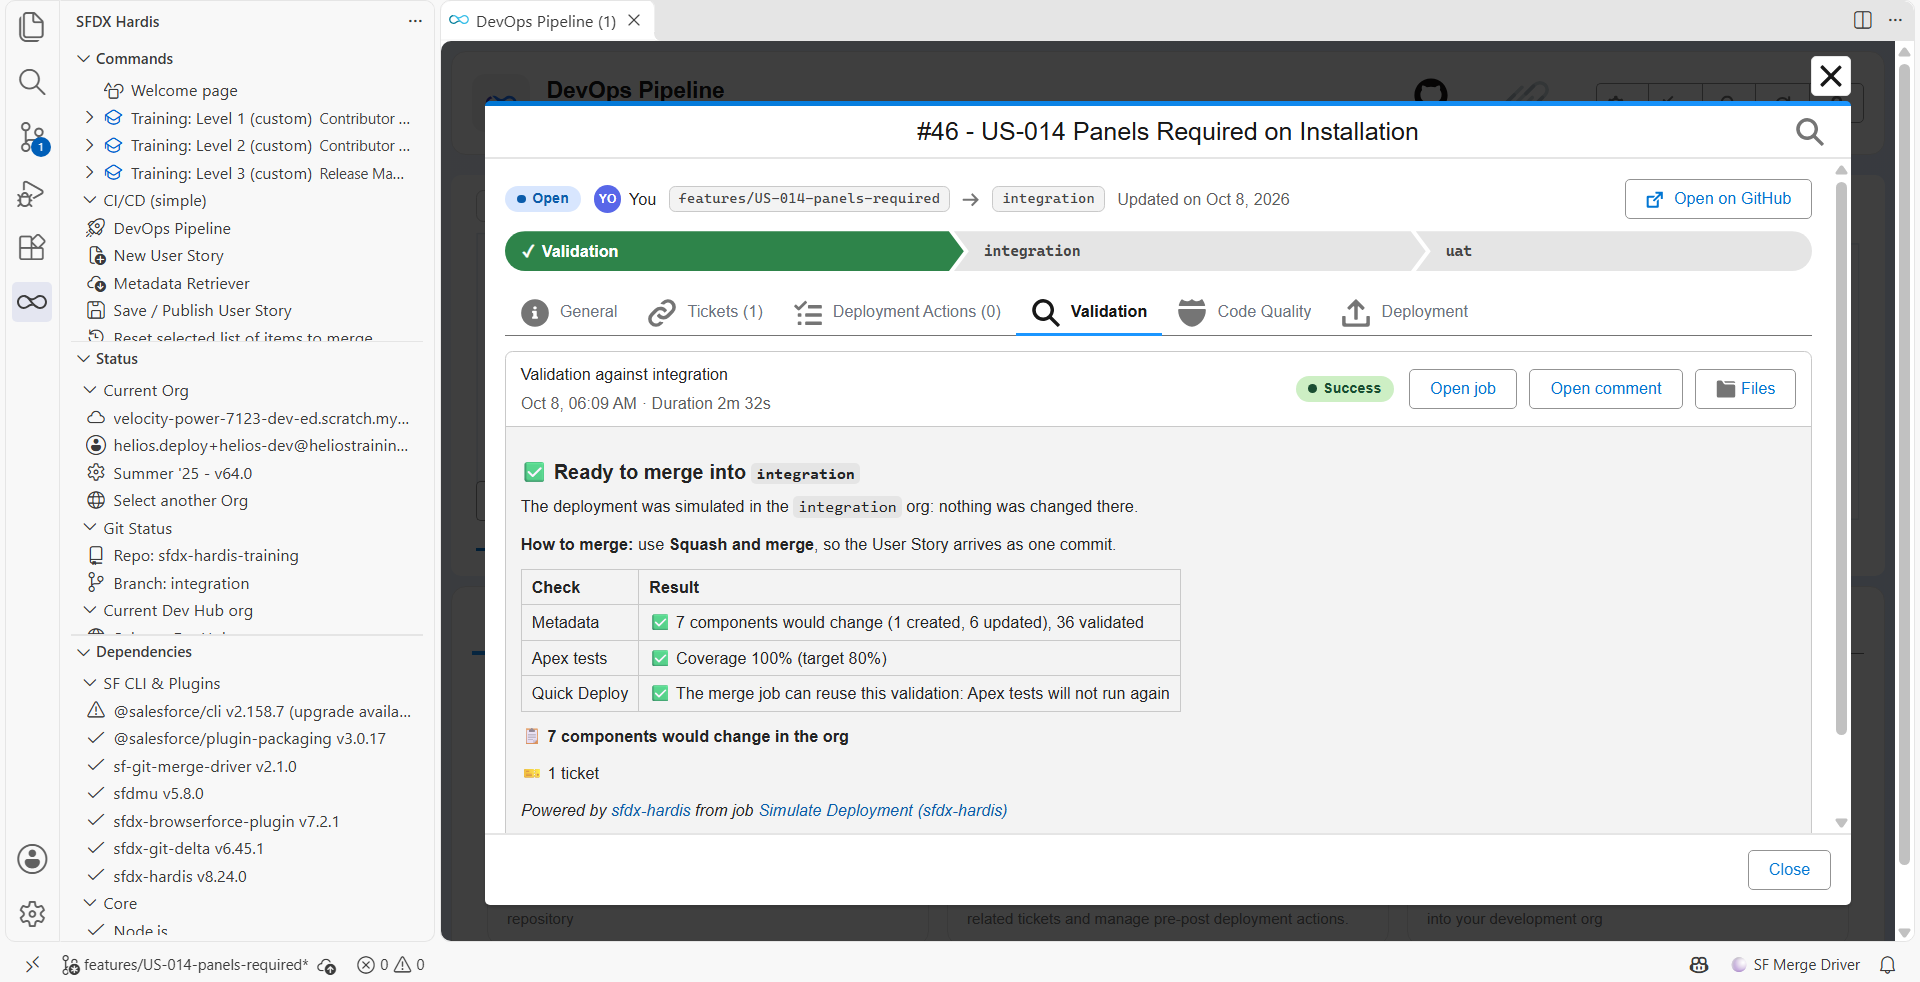 SFDX Hardis
DevOps Pipeline (1)
Commands
Welcome page
Training: Level 1 (custom) Contributor ...
Training: Level 2 (custom) Contributor ...
Training: Level 3 (custom) Release Ma...
CI/CD (simple)
DevOps Pipeline
New User Story
Metadata Retriever
Save / Publish User Story
Reset selected list of items to merge
Status
Current Org
velocity-power-7123-dev-ed.scratch.my...
helios.deploy+helios-dev@heliostrainin...
Summer '25 - v64.0
Select another Org
Git Status
Repo: sfdx-hardis-training
Branch: integration
Current Dev Hub org
Dependencies
SF CLI & Plugins
@salesforce/cli v2.158.7 (upgrade availa...
@salesforce/plugin-packaging v3.0.17
sf-git-merge-driver v2.1.0
sfdmu v5.8.0
sfdx-browserforce-plugin v7.2.1
sfdx-git-delta v6.45.1
sfdx-hardis v8.24.0
Core
Node.js
DevOps Pipeline
#46 - US-014 Panels Required on Installation
Open YO You features/US-014-panels-required → integration Updated on Oct 8, 2026 Open on GitHub
✓ Validation integration uat
General Tickets (1) Deployment Actions (0) Validation Code Quality Deployment
Validation against integration
Oct 8, 06:09 AM · Duration 2m 32s
Success Open job Open comment Files
Ready to merge into integration
The deployment was simulated in the integration org: nothing was changed there.
How to merge: use Squash and merge, so the User Story arrives as one commit.
Check Result
Metadata 7 components would change (1 created, 6 updated), 36 validated
Apex tests Coverage 100% (target 80%)
Quick Deploy The merge job can reuse this validation: Apex tests will not run again
7 components would change in the org
1 ticket
Powered by sfdx-hardis from job Simulate Deployment (sfdx-hardis)
Close
repository
related tickets and manage pre-post deployment actions.
into your development org
1
features/US-014-panels-required* 0 0
SF Merge Driver